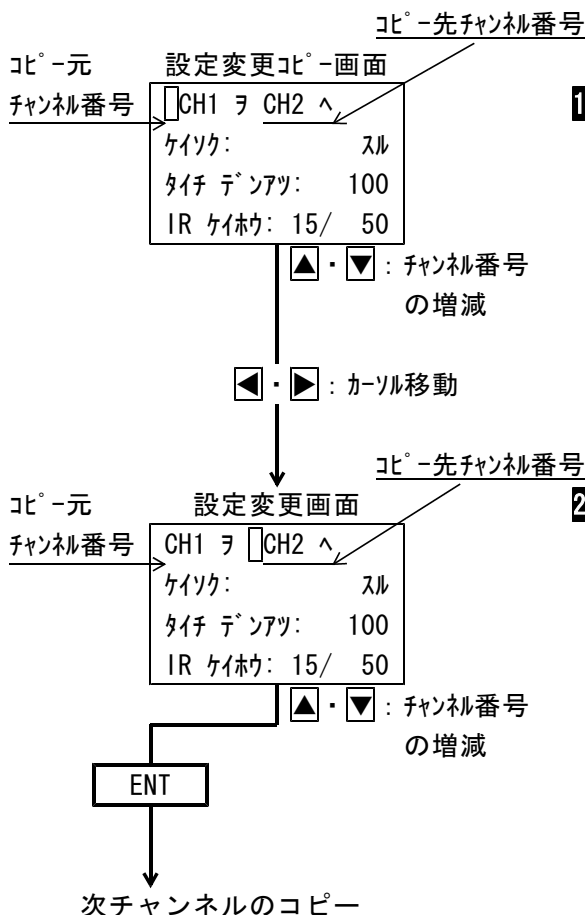 コピー先チャンネル番号
コピー元 設定変更コピー画面
チャンネル番号 CH1 ヲ CH2 ヘ 1
ケイソク: スル
タイチ デンアツ: 100
IR ケイホウ: 15/ 50
▲・▼:チャンネル番号
の増減
◀・▶:カーソル移動
コピー先チャンネル番号
コピー元 設定変更画面 2
チャンネル番号 CH1 ヲ CH2 ヘ
ケイソク: スル
タイチ デンアツ: 100
IR ケイホウ: 15/ 50
▲・▼:チャンネル番号
の増減
ENT
次チャンネルのコピー